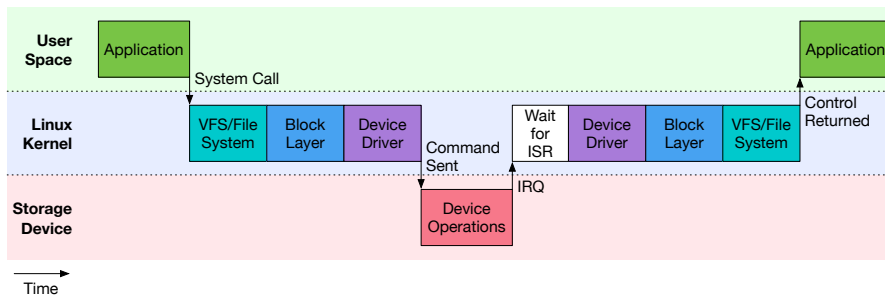 User
Space
Application
Application
System Call
Control
Returned
Linux
Kernel
VFS/File
System
Block
Layer
Device
Driver
Command
Sent
Wait
for
ISR
Device
Driver
Block
Layer
VFS/File
System
IRQ
Storage
Device
Device
Operations
Time